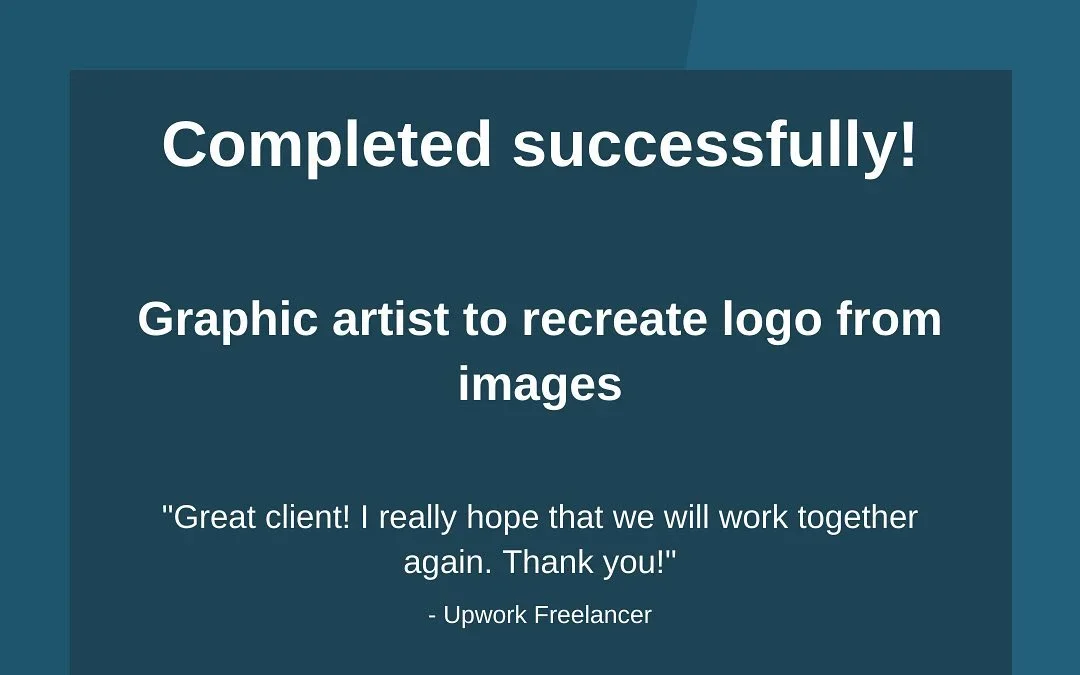 Completed successfully!
Graphic artist to recreate logo from
images
"Great client! I really hope that we will work together
again. Thank you!"
- Upwork Freelancer